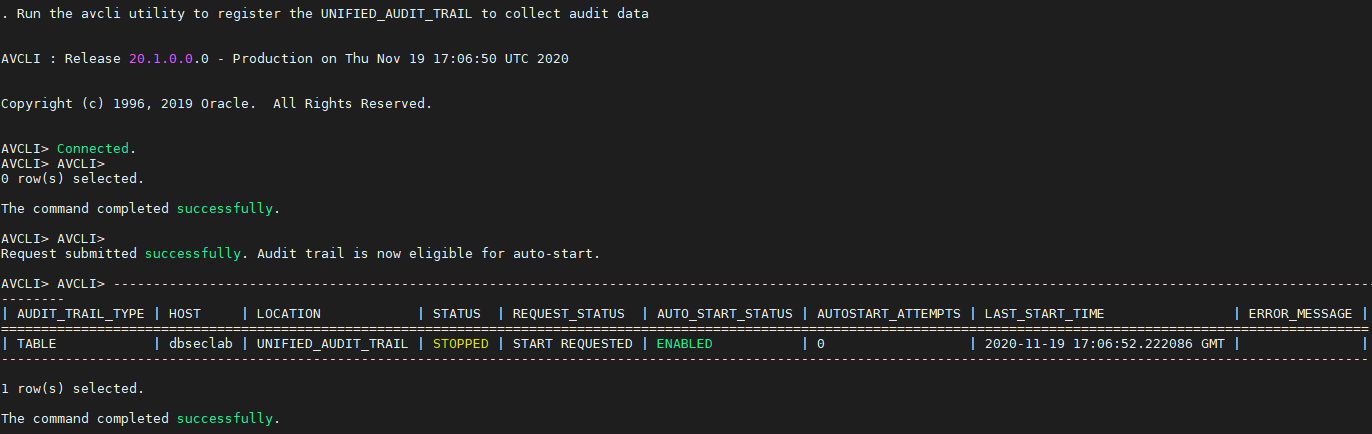 . Run the avcli utility to register the UNIFIED_AUDIT_TRAIL to collect audit data
AVCLI : Release 20.1.0.0.0 - Production on Thu Nov 19 17:06:50 UTC 2020
Copyright (c) 1996, 2019 Oracle.  All Rights Reserved.
AVCLI> Connected.
AVCLI> AVCLI>
0 row(s) selected.
The command completed successfully.
AVCLI> AVCLI>
Request submitted successfully. Audit trail is now eligible for auto-start.
AVCLI> AVCLI> --------------------------------------------------------------------------------------------------------------------------------------------------------------
--------
| AUDIT_TRAIL_TYPE | HOST     | LOCATION            | STATUS  | REQUEST_STATUS  | AUTO_START_STATUS | AUTOSTART_ATTEMPTS | LAST_START_TIME                | ERROR_MESSAGE |
===========================================================================================================================================================================
| TABLE            | dbseclab | UNIFIED_AUDIT_TRAIL | STOPPED | START REQUESTED | ENABLED           | 0                  | 2020-11-19 17:06:52.222086 GMT |               |
---------------------------------------------------------------------------------------------------------------------------------------------------------------------------
1 row(s) selected.
The command completed successfully.